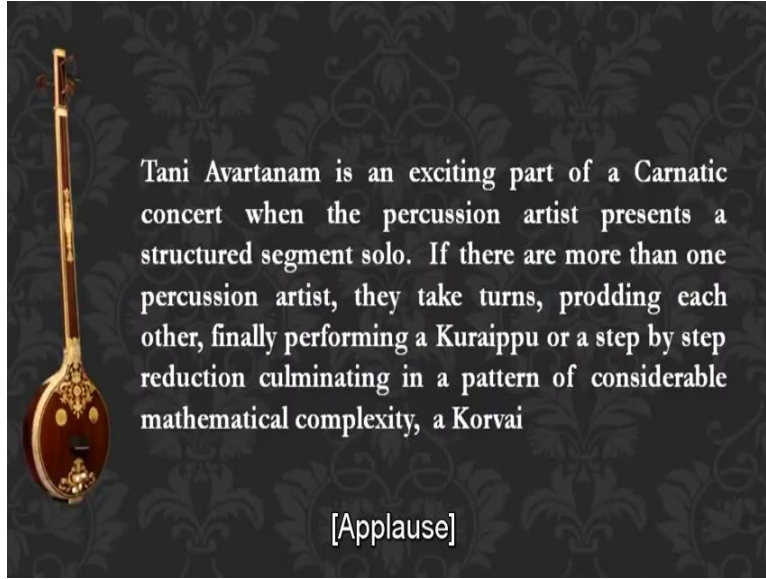 Tani Avartanam is an exciting part of a Carnatic
concert when the percussion artist presents a
structured segment solo. If there are more than one
percussion artist, they take turns, prodding each
other, finally performing a Kuraippu or a step by step
reduction culminating in a pattern of considerable
mathematical complexity, a Korvai
[Applause]